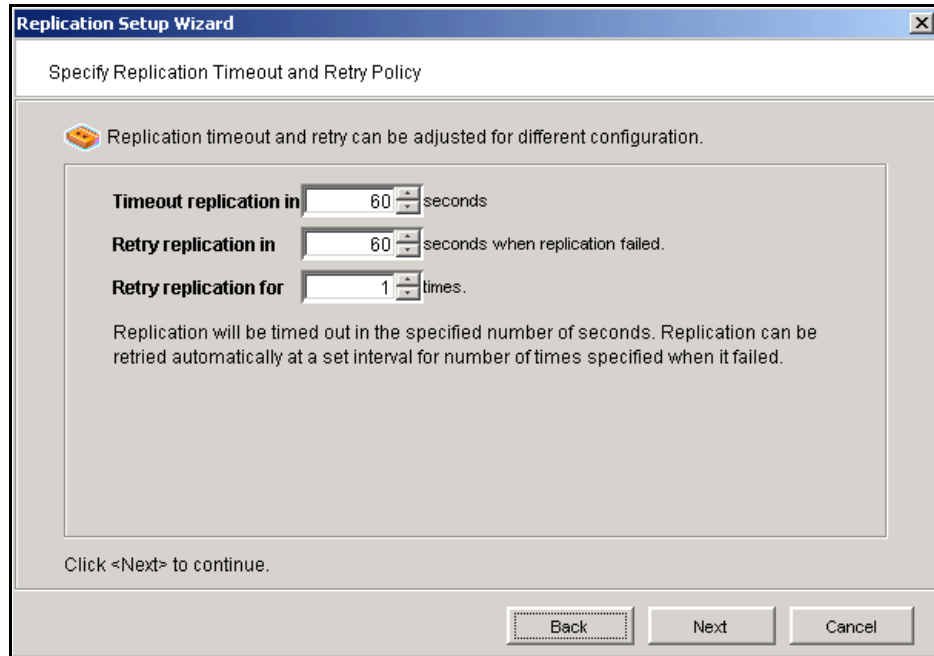 Replication Setup Wizard
Specify Replication Timeout and Retry Policy
Replication timeout and retry can be adjusted for different configuration.
Timeout replication in 60 seconds
Retry replication in 60 seconds when replication failed.
Retry replication for 1 times.
Replication will be timed out in the specified number of seconds. Replication can be
retried automatically at a set interval for number of times specified when it failed.
Click <Next> to continue.
Back Next Cancel